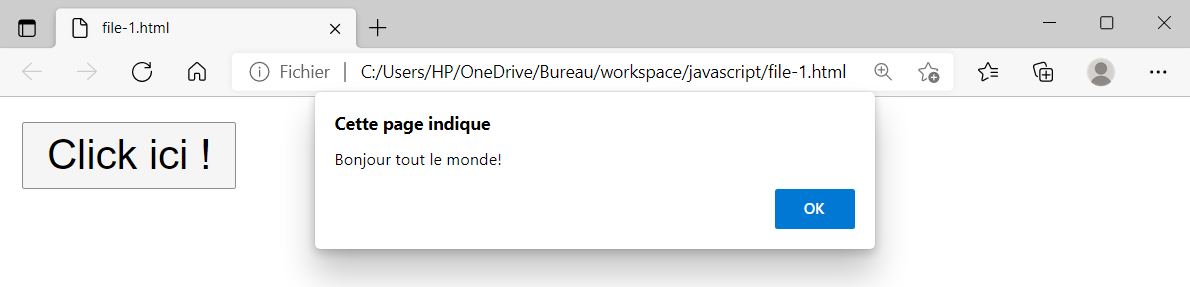 file-1.html
Fichier | C:/Users/HP/OneDrive/Bureau/workspace/javascript/file-1.html
Cette page indique
Click ici !
Bonjour tout le monde!
OK